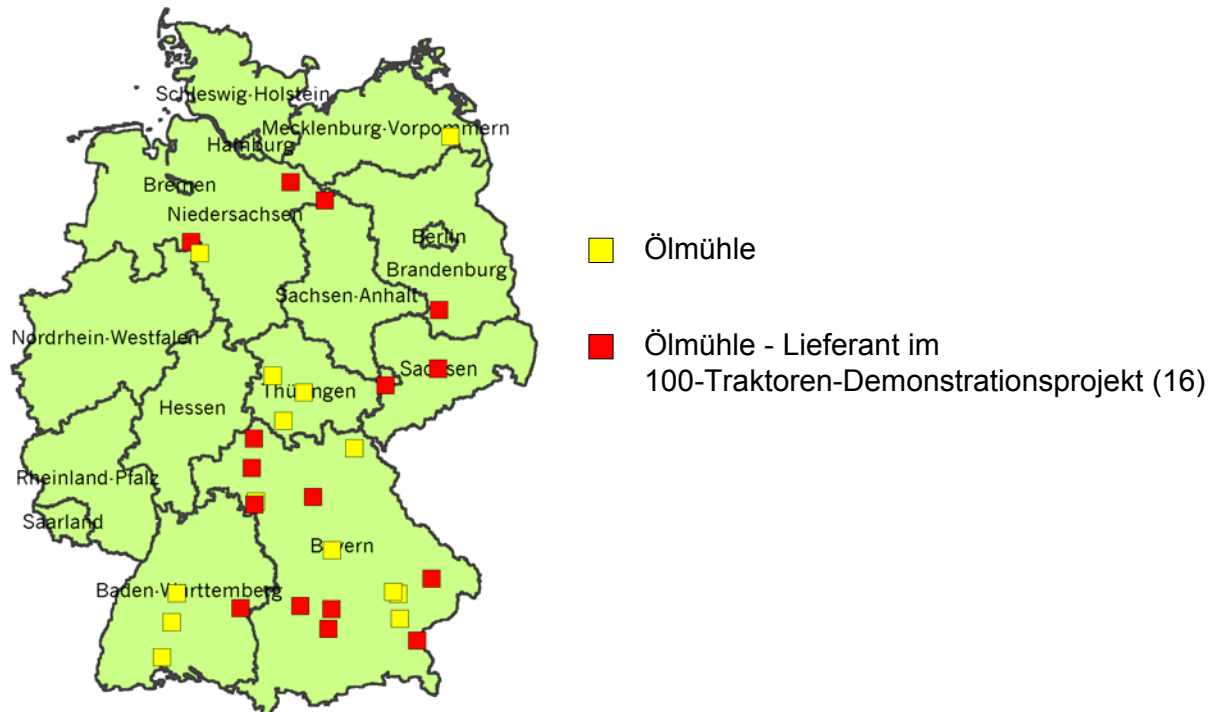 Schleswig-Holstein
Mecklenburg-Vorpommern
Hamburg
Bremen
Niedersachsen
Berlin
Brandenburg
Sachsen-Anhalt
Nordrhein-Westfalen
Sachsen
Thüringen
Hessen
Rheinland-Pfalz
Saarland
Bayern
Baden-Württemberg
Ölmühle
Ölmühle - Lieferant im
100-Traktoren-Demonstrationsprojekt (16)